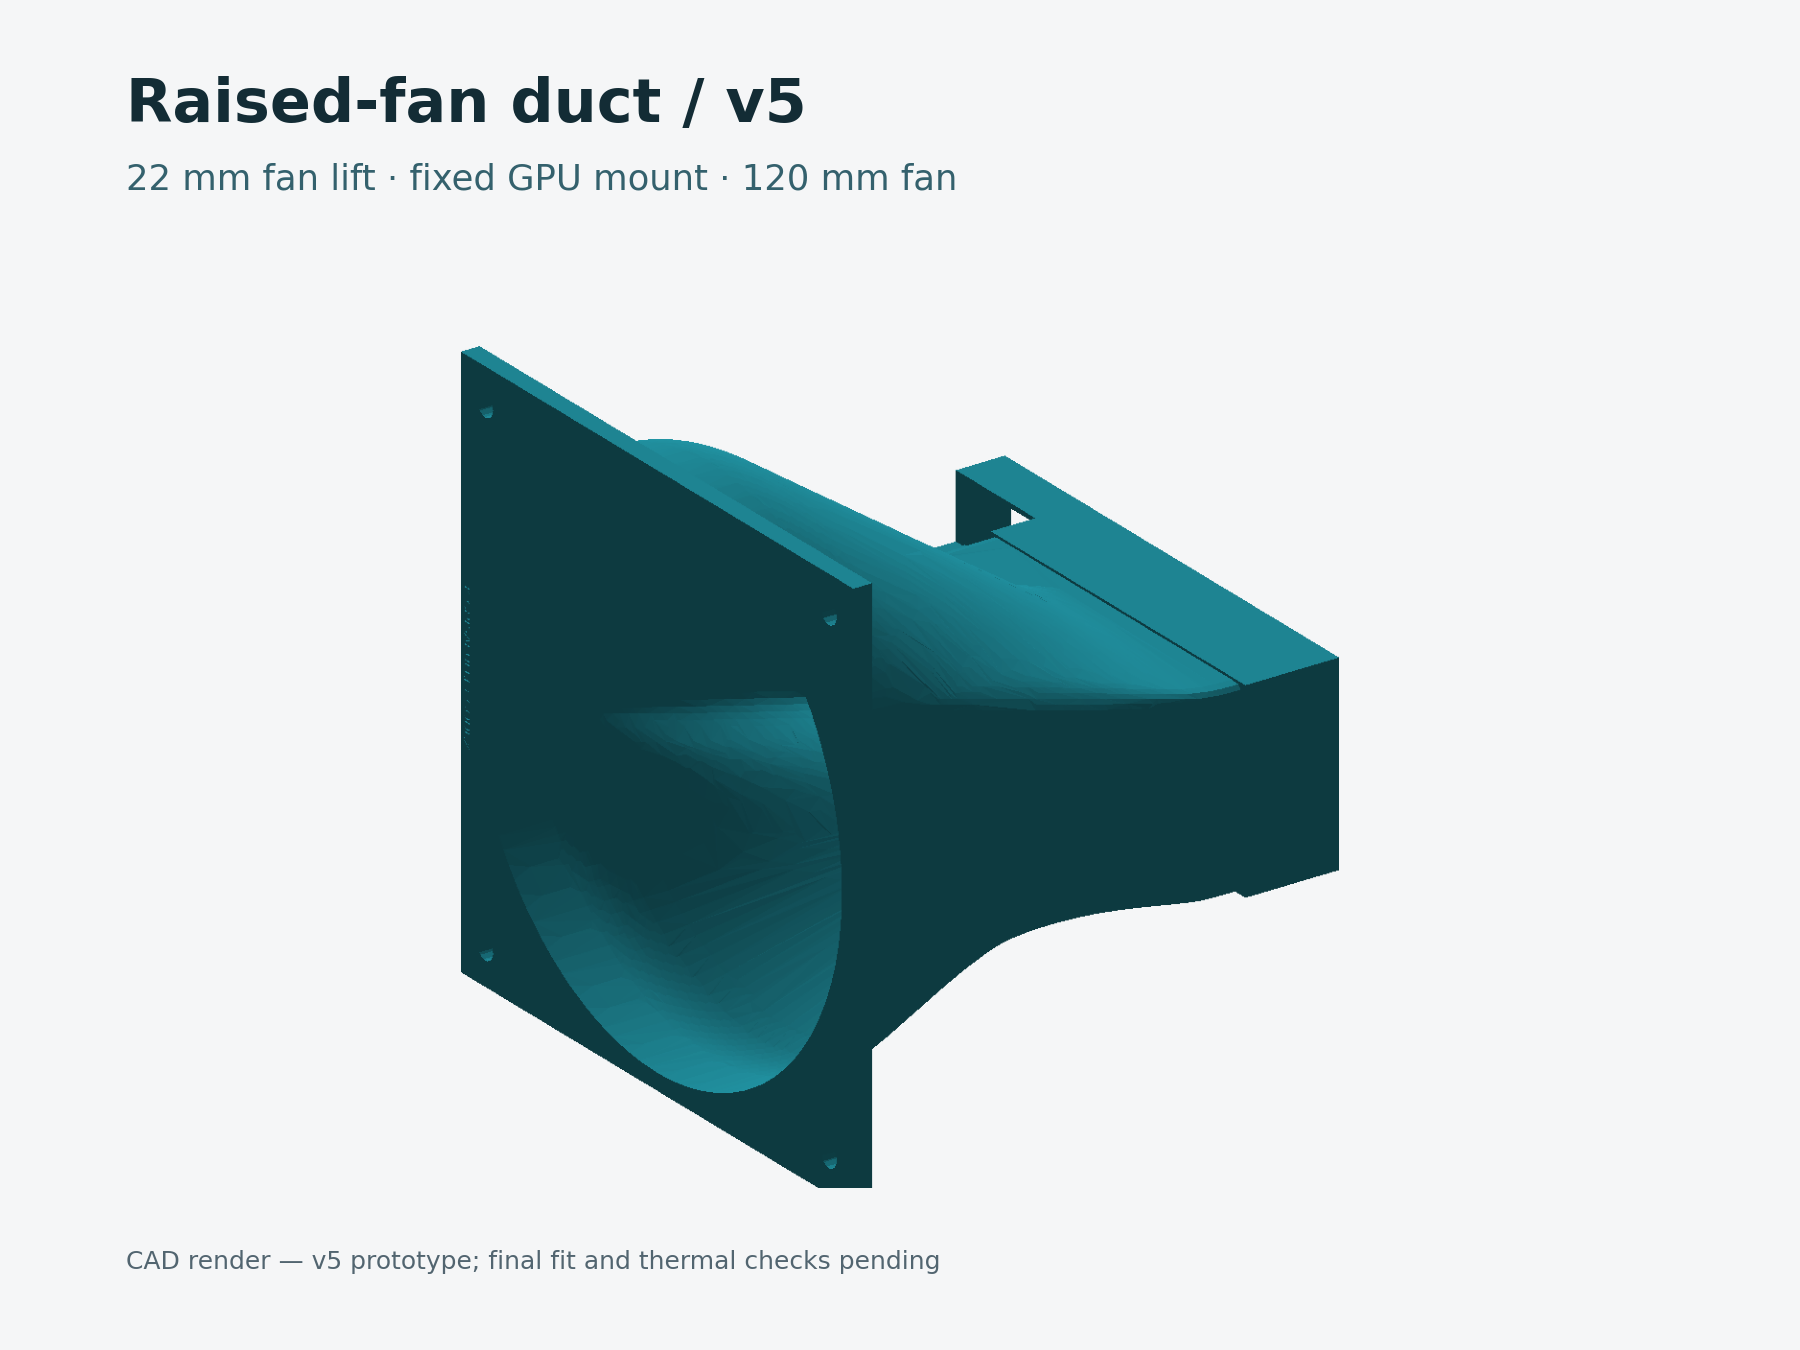 Raised-fan duct / v5
22 mm fan lift · fixed GPU mount · 120 mm fan
CAD render — v5 prototype; final fit and thermal checks pending